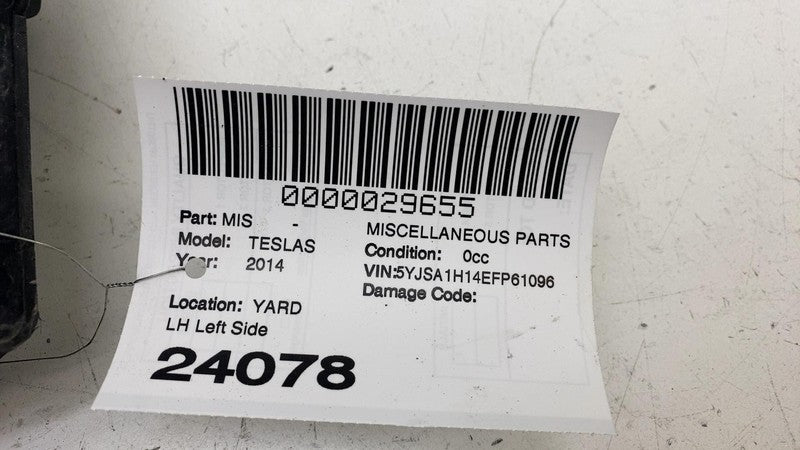 0000029655
Part: MIS - MISCELLANEOUS PARTS
Model: TESLAS Condition: 0cc
Year: 2014 VIN:5YJSA1H14EFP61096
Damage Code:
Location: YARD
LH Left Side
24078